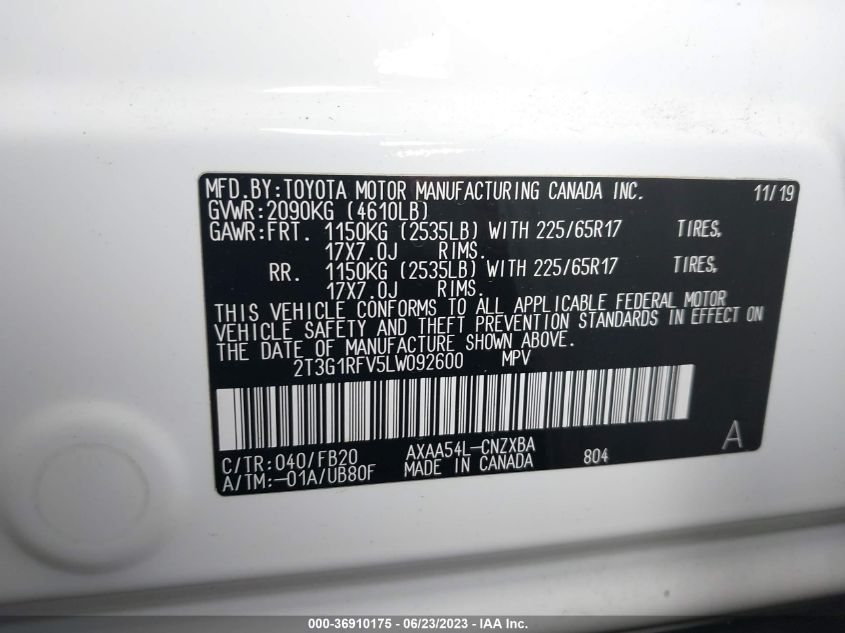 MFD.BY:TOYOTA MOTOR MANUFACTURING CANADA INC. 11/19
GVWR:2090KG (4610LB)
GAWR:FRT. 1150KG (2535LB) WITH 225/65R17 TIRES,
17X7.0J RIMS.
RR. 1150KG (2535LB) WITH 225/65R17 TIRES,
17X7.0J RIMS.
THIS VEHICLE CONFORMS TO ALL APPLICABLE FEDERAL MOTOR
VEHICLE SAFETY AND THEFT PREVENTION STANDARDS IN EFFECT ON
THE DATE OF MANUFACTURE SHOWN ABOVE.
2T3G1RFV5LW092600 MPV
C/TR:040/FB20 AXAA54L-CNZXBA 804 A
A/TM:-01A/UB80F MADE IN CANADA
000-36910175 - 06/23/2023 - IAA Inc.